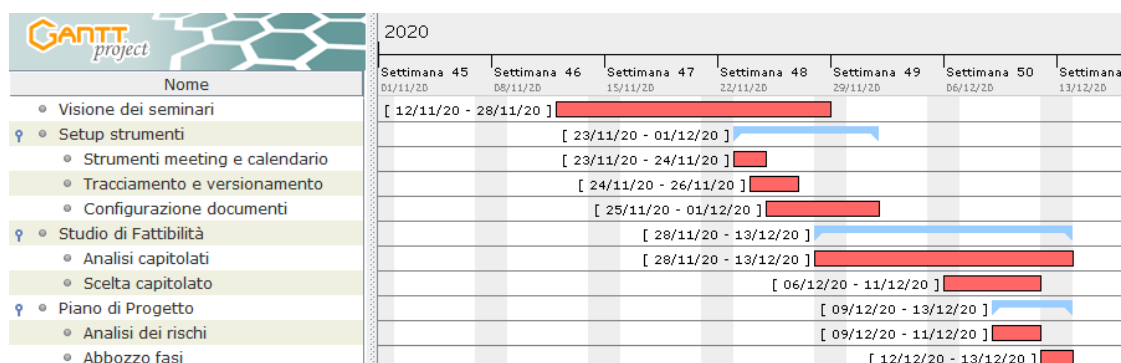 GANTT
project
2020
Nome
Settimana 45 Settimana 46 Settimana 47 Settimana 48 Settimana 49 Settimana 50 Settimana
01/11/20 08/11/20 15/11/20 22/11/20 29/11/20 06/12/20 13/12/20
Visione dei seminari [ 12/11/20 - 28/11/20 ]
Setup strumenti [ 23/11/20 - 01/12/20 ]
Strumenti meeting e calendario [ 23/11/20 - 24/11/20 ]
Tracciamento e versionamento [ 24/11/20 - 26/11/20 ]
Configurazione documenti [ 25/11/20 - 01/12/20 ]
Studio di Fattibilità [ 28/11/20 - 13/12/20 ]
Analisi capitolati [ 28/11/20 - 13/12/20 ]
Scelta capitolato [ 06/12/20 - 11/12/20 ]
Piano di Progetto [ 09/12/20 - 13/12/20 ]
Analisi dei rischi [ 09/12/20 - 11/12/20 ]
Abbozzo fasi [ 12/12/20 - 13/12/20 ]